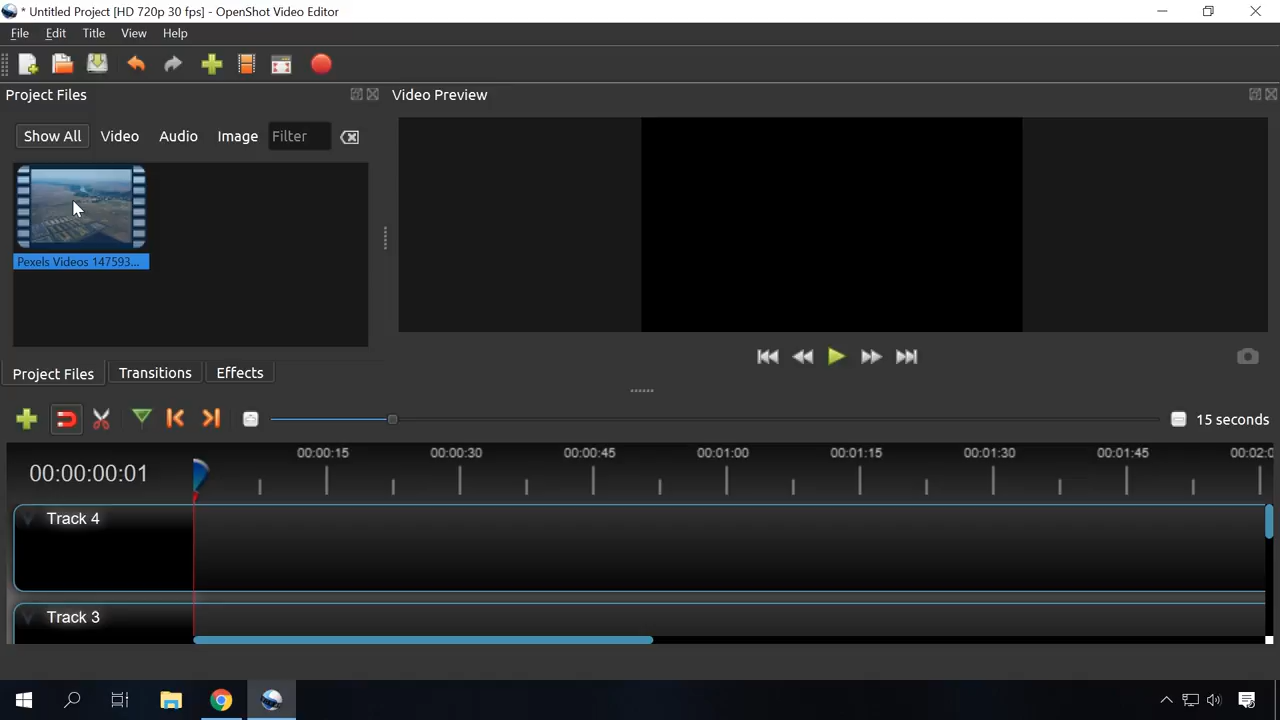 * Untitled Project [HD 720p 30 fps] - OpenShot Video Editor
File Edit Title View Help
Project Files
Video Preview
Show All Video Audio Image Filter
Pexels Videos 147593...
Project Files Transitions Effects
15 seconds
00:00:00:01
00:00:15 00:00:30 00:00:45 00:01:00 00:01:15 00:01:30 00:01:45 00:02:0
Track 4
Track 3